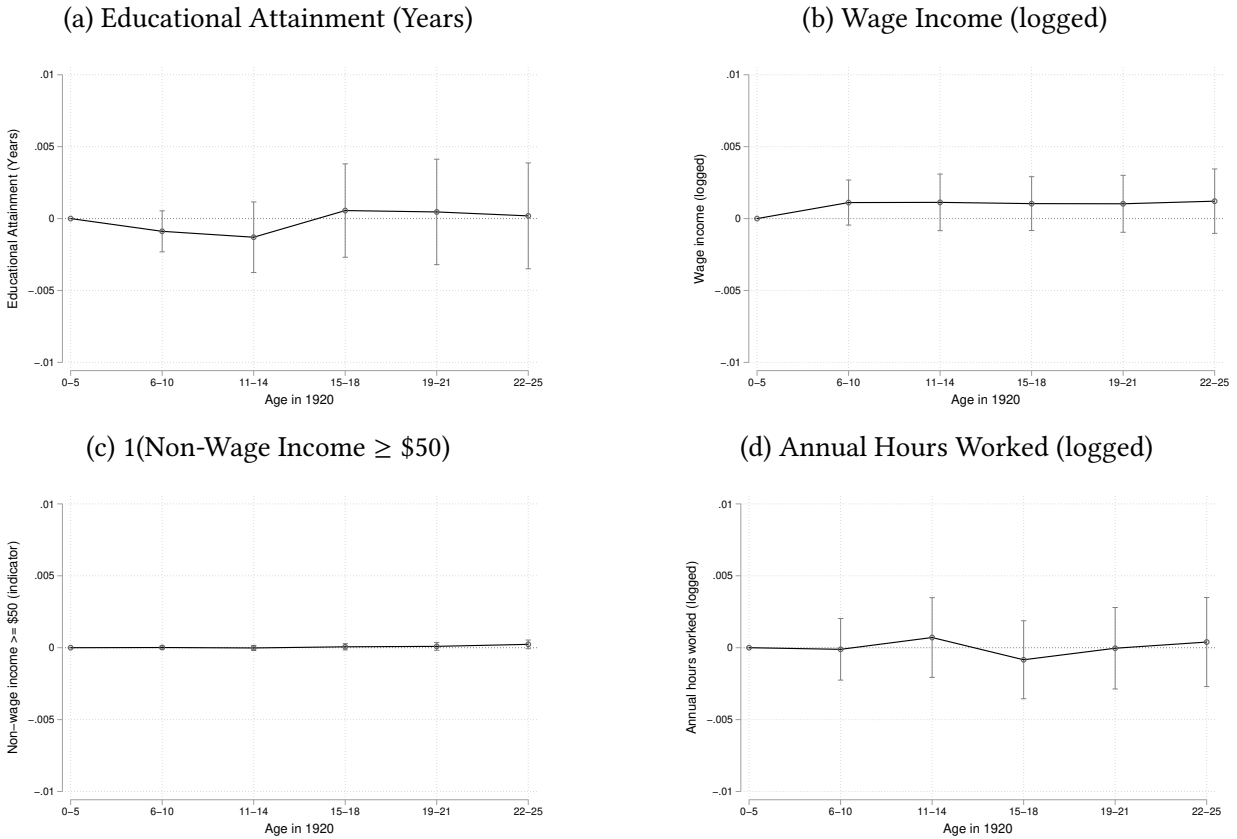 (a) Educational Attainment (Years)
Educational Attainment (Years)
.01
.005
0
−.005
−.01
0−5 6−10 11−14 15−18 19−21 22−25
Age in 1920
(b) Wage Income (logged)
Wage income (logged)
.01
.005
0
−.005
−.01
0−5 6−10 11−14 15−18 19−21 22−25
Age in 1920
(c) 1(Non-Wage Income ≥ $50)
Non−wage income >= $50 (indicator)
.01
.005
0
−.005
−.01
0−5 6−10 11−14 15−18 19−21 22−25
Age in 1920
(d) Annual Hours Worked (logged)
Annual hours worked (logged)
.01
.005
0
−.005
−.01
0−5 6−10 11−14 15−18 19−21 22−25
Age in 1920